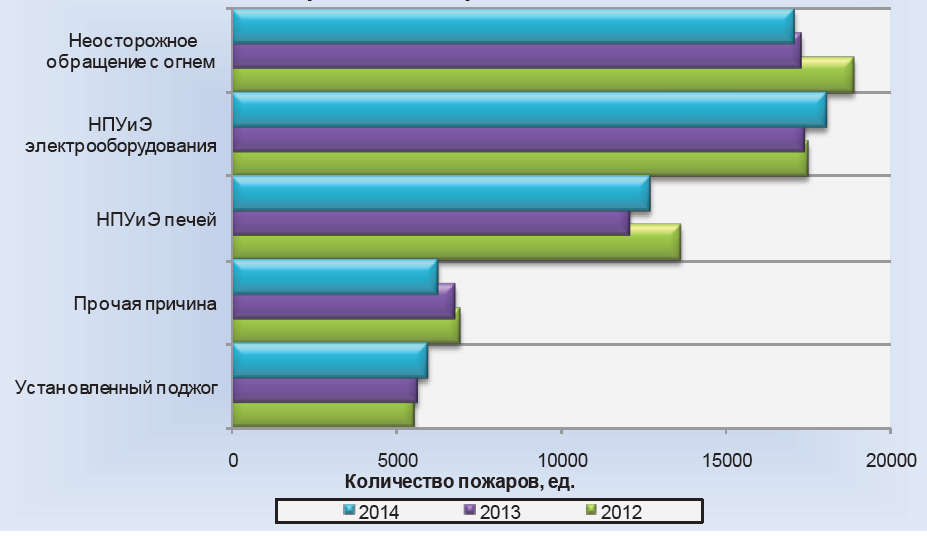 Неосторожное
обращение с огнем
НПУиЭ
электрооборудования
НПУиЭ печей
Прочая причина
Установленный поджог
0 5000 10000 15000 20000
Количество пожаров, ед.
2014 2013 2012